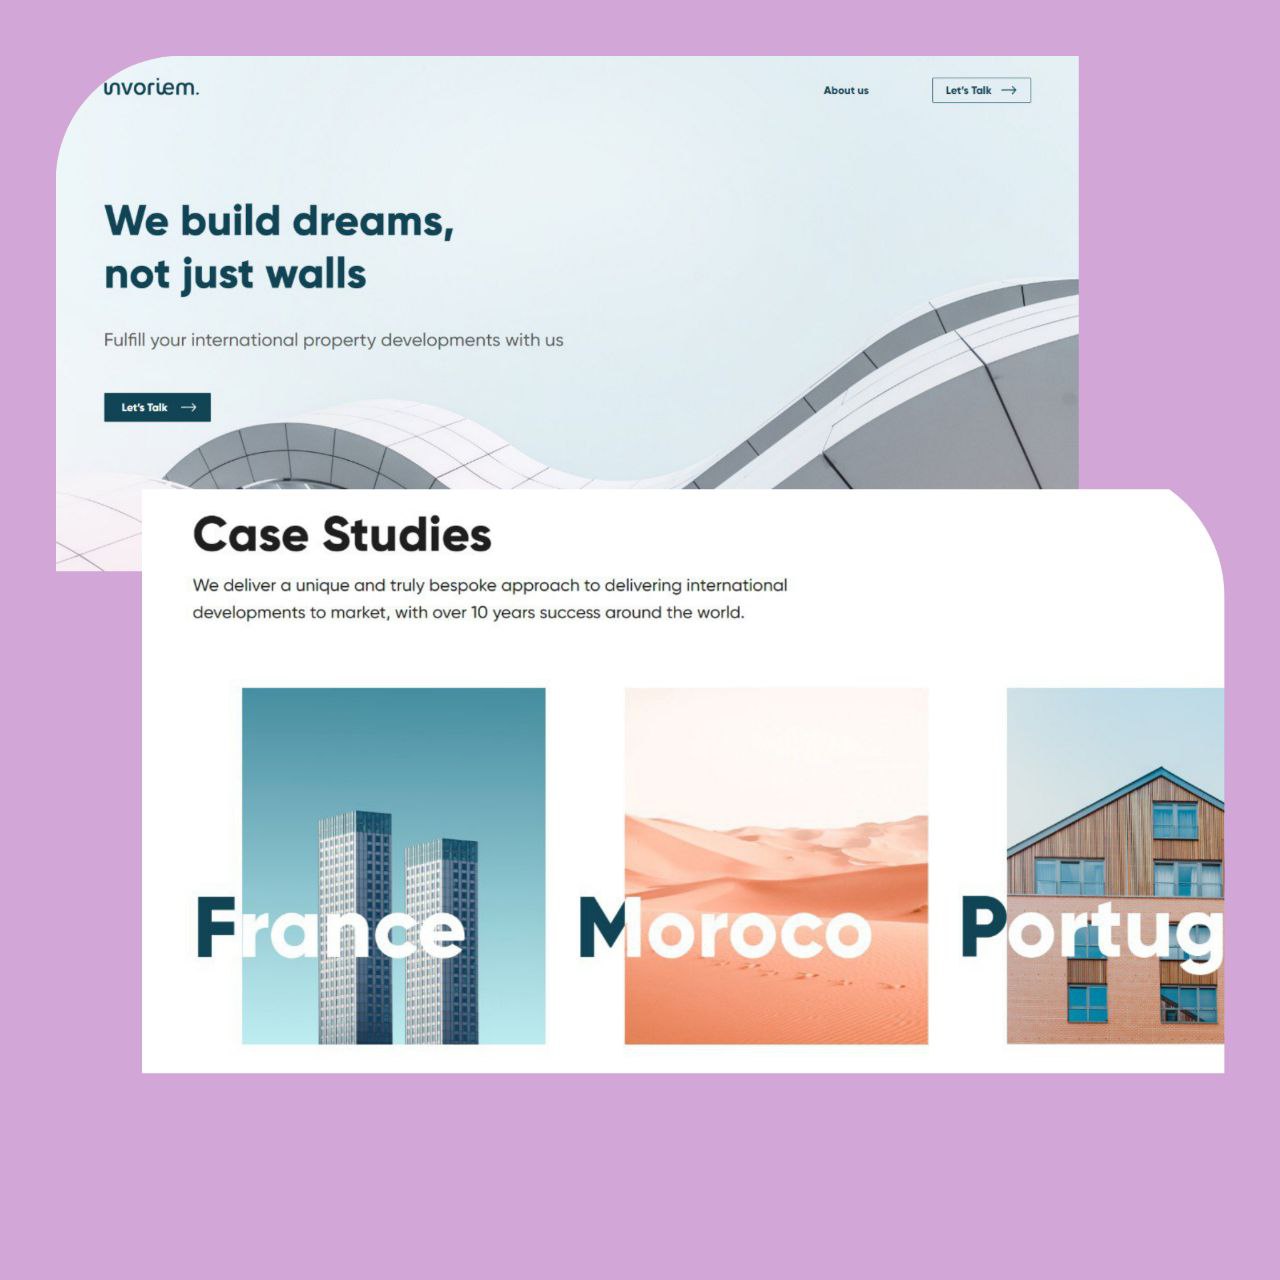 invoriem.
About us
Let's Talk
We build dreams,
not just walls
Fulfill your international property developments with us
Let's Talk
Case Studies
We deliver a unique and truly bespoke approach to delivering international
developments to market, with over 10 years success around the world.
France
Moroco
Portug